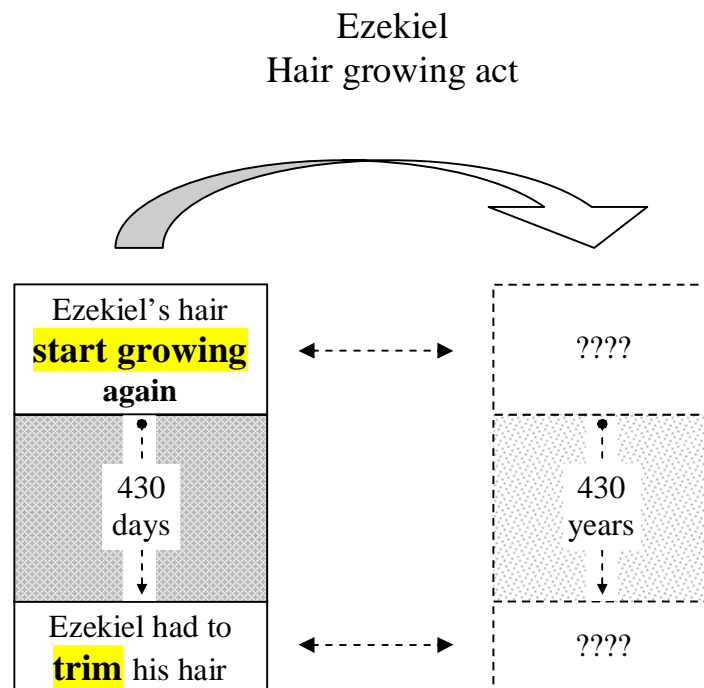 Ezekiel
Hair growing act
Ezekiel’s hair
start growing
again
????
430
days
430
years
Ezekiel had to
trim his hair
????